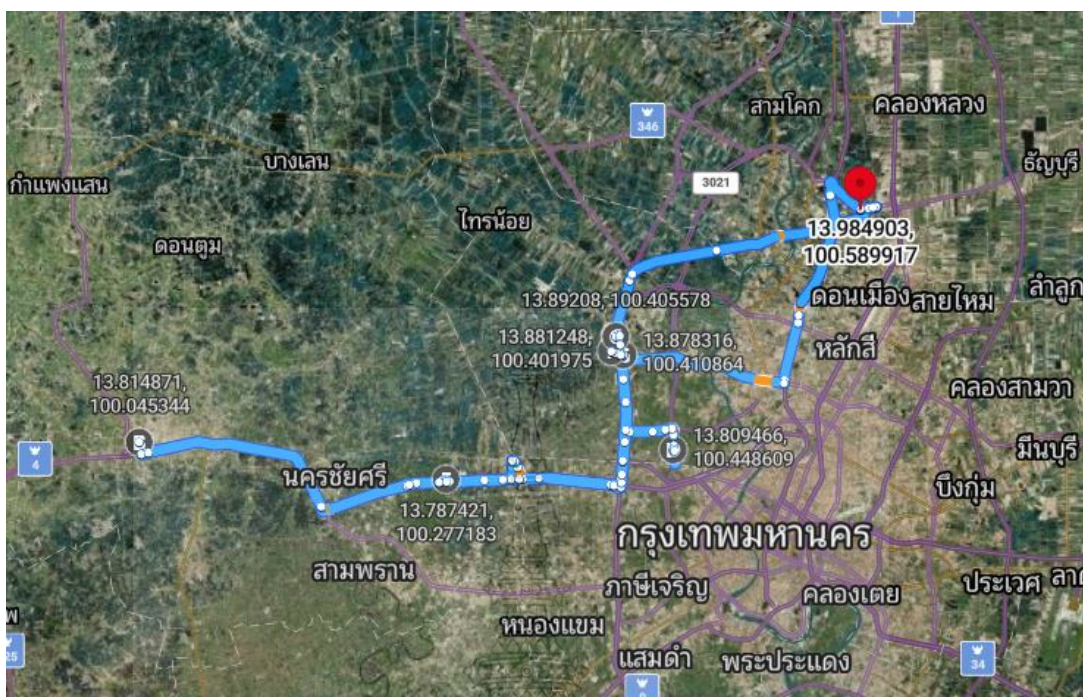 1
สามโคก
คลองหลวง
346
บางเลน
ธัญบุรี
กำแพงแสน
3021
ไทรน้อย
ดอนตูม
13.984903,
100.589917
13.89208, 100.405578
ดอนเมือง
สายไหม
ลำลูก
13.881248,
100.401975
13.878316,
100.410864
หลักสี่
13.814871,
100.045344
คลองสามวา
4
นครชัยศรี
13.809466,
100.448609
มีนบุรี
บึงกุ่ม
13.787421,
100.277183
กรุงเทพมหานคร
สามพราน
ภาษีเจริญ
คลองเตย
ประเวศ
ลาด
พ
หนองแขม
25
แสมดำ
พระประแดง
34